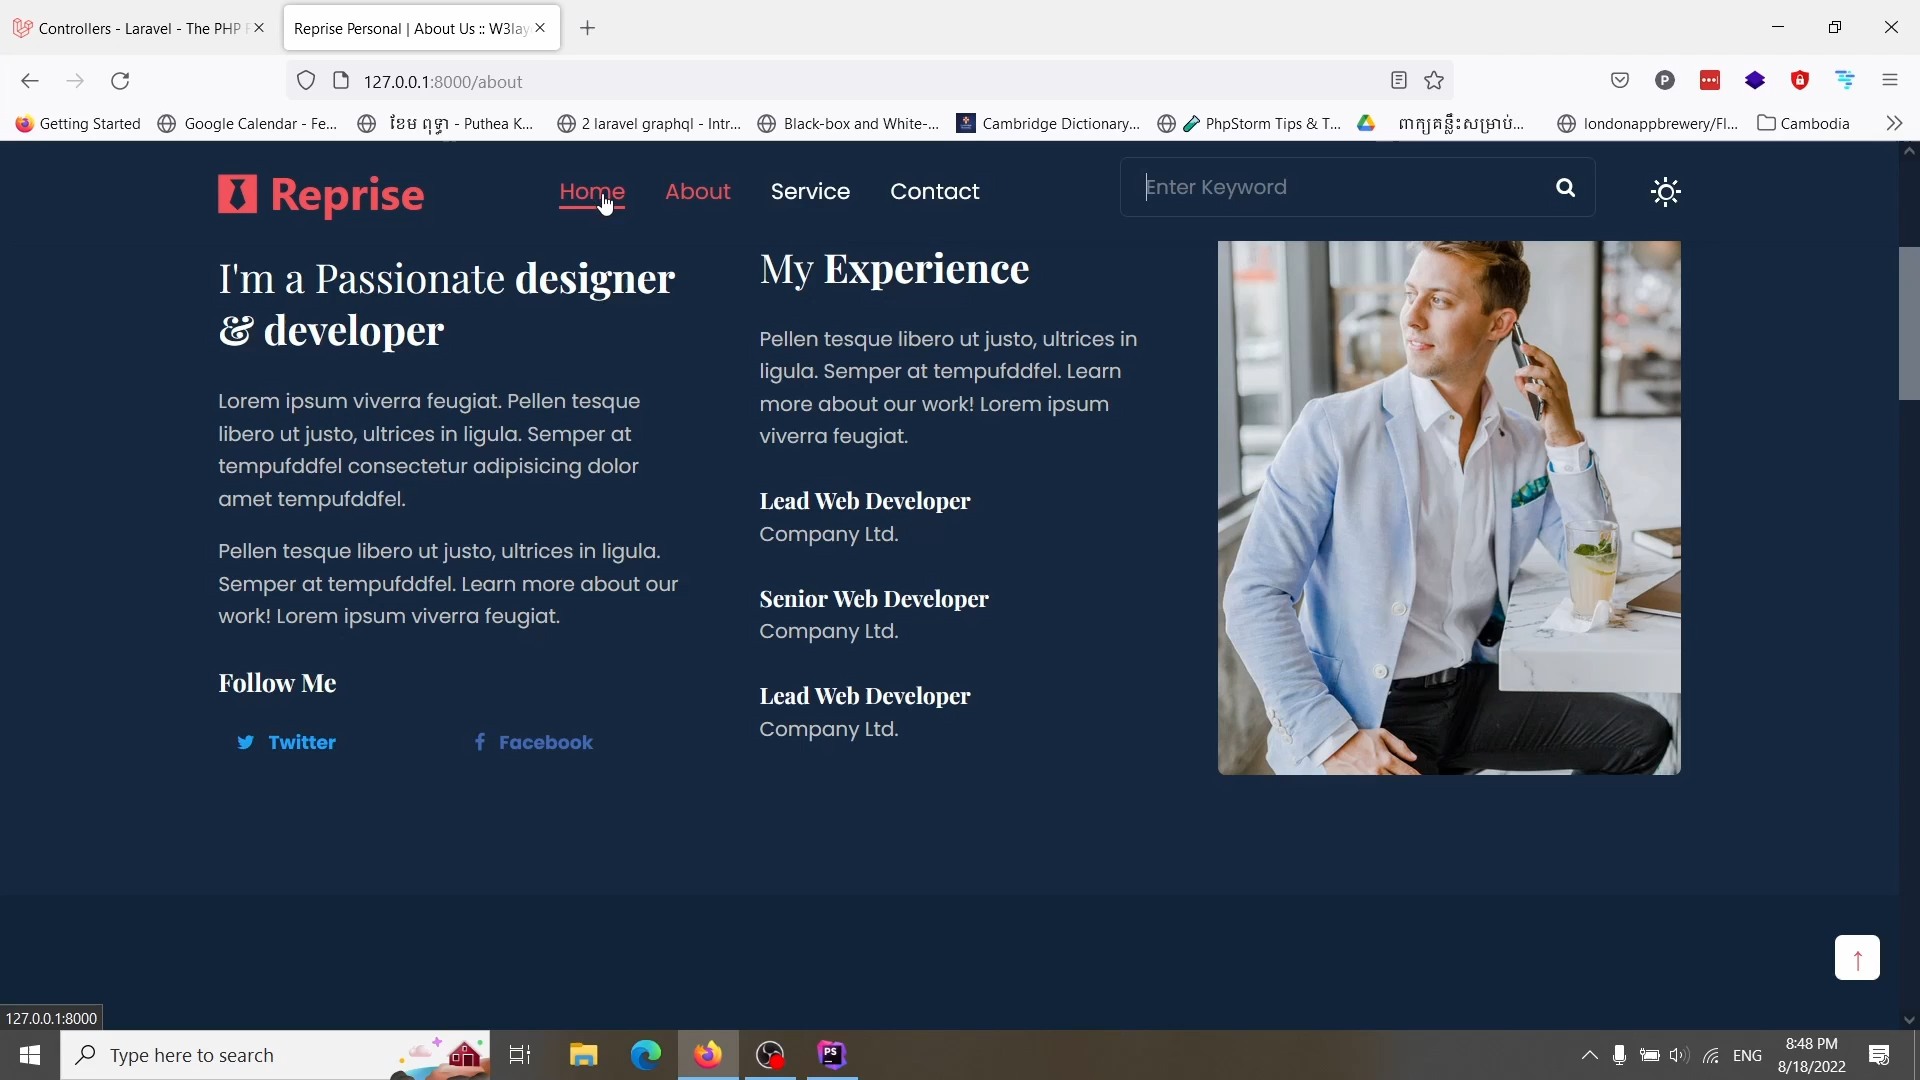 Controllers - Laravel - The PHP F
Reprise Personal | About Us :: W3lay
127.0.0.1:8000/about
Getting Started
Google Calendar - Fe...
ខែម ពុទ្ធា - Puthea K...
2 laravel graphql - Intr...
Black-box and White-...
Cambridge Dictionary...
PhpStorm Tips & T...
ពាក្យគន្លឹះសម្រាប់...
londonappbrewery/Fl...
Cambodia
Reprise
Home
About
Service
Contact
Enter Keyword
I'm a Passionate designer
& developer
Lorem ipsum viverra feugiat. Pellen tesque
libero ut justo, ultrices in ligula. Semper at
tempufddfel consectetur adipisicing dolor
amet tempufddfel.
Pellen tesque libero ut justo, ultrices in ligula.
Semper at tempufddfel. Learn more about our
work! Lorem ipsum viverra feugiat.
Follow Me
Twitter
Facebook
My Experience
Pellen tesque libero ut justo, ultrices in
ligula. Semper at tempufddfel. Learn
more about our work! Lorem ipsum
viverra feugiat.
Lead Web Developer
Company Ltd.
Senior Web Developer
Company Ltd.
Lead Web Developer
Company Ltd.
127.0.0.1:8000
Type here to search
PS
ENG
8:48 PM
8/18/2022